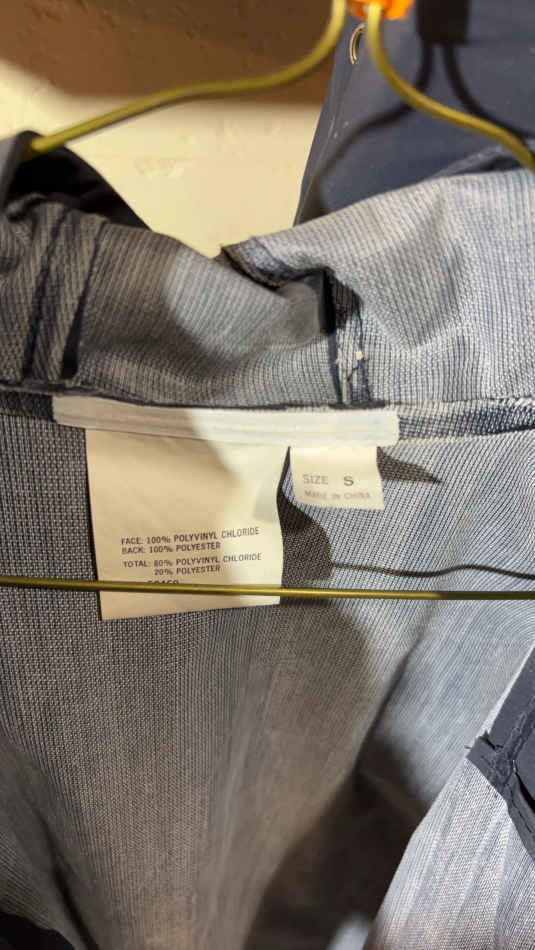 FACE: 100% POLYVINYL CHLORIDE
BACK: 100% POLYESTER
TOTAL: 80% POLYVINYL CHLORIDE
20% POLYESTER
SIZE S
MADE IN CHINA